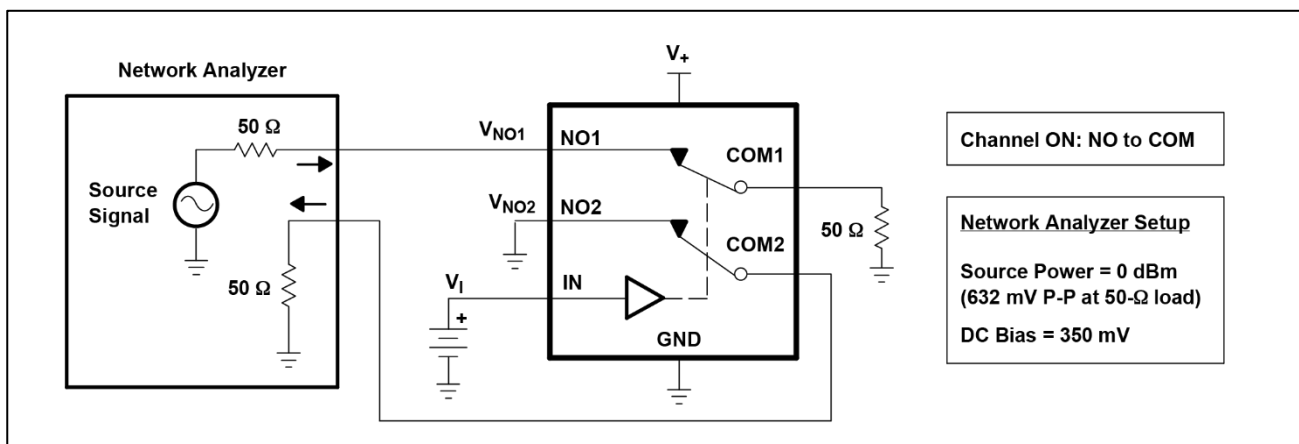 V+
Network Analyzer
50 Ω
VNO1
NO1
COM1
Source
Signal
VNO2
NO2
COM2
50 Ω
50 Ω
VI
IN
+
GND
Channel ON: NO to COM
Network Analyzer Setup
Source Power = 0 dBm
(632 mV P-P at 50-Ω load)
DC Bias = 350 mV